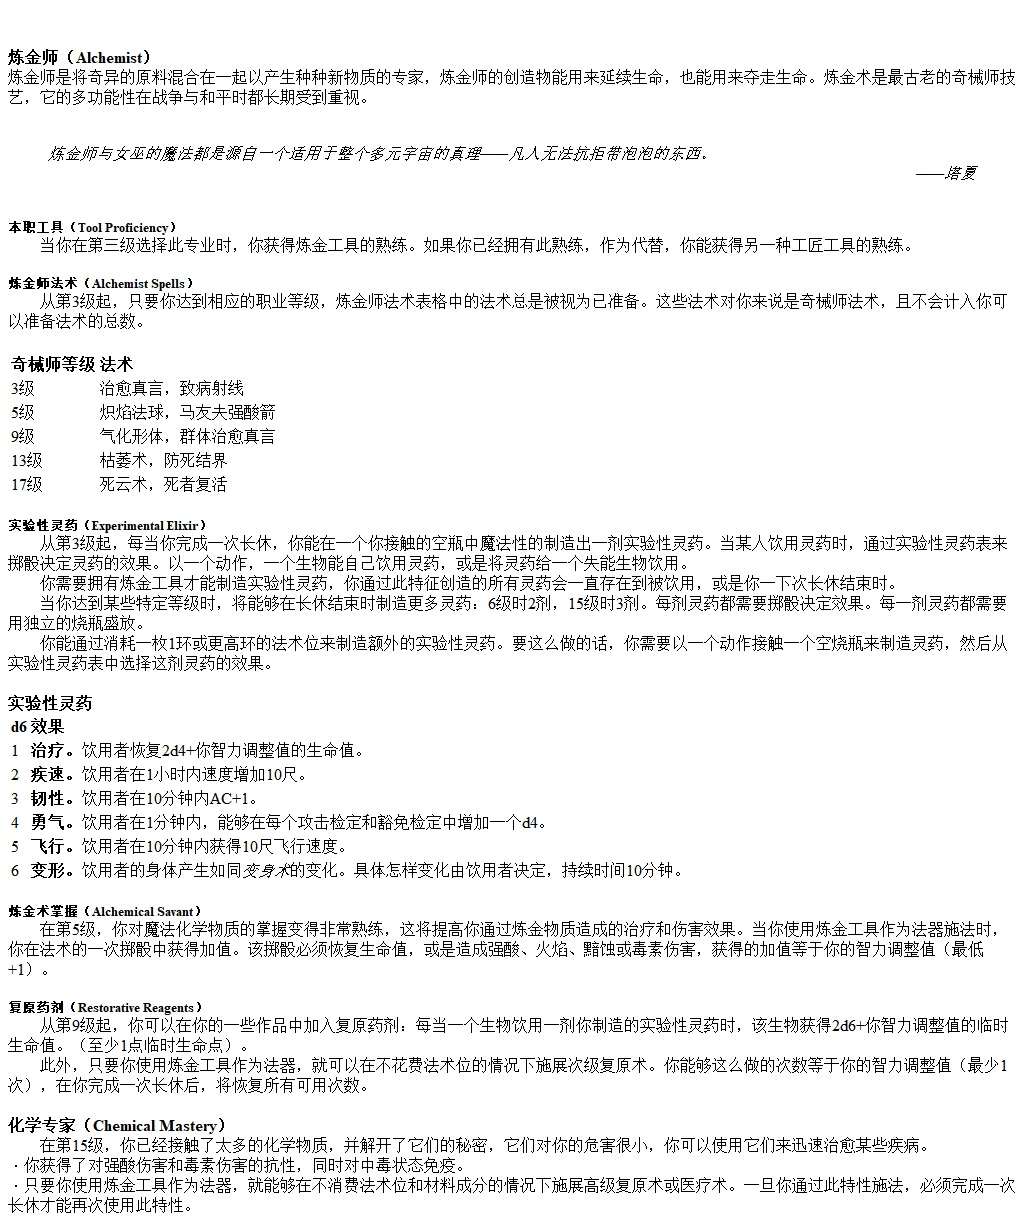 炼金师（Alchemist）
炼金师是将奇异的原料混合在一起以产生种种新物质的专家，炼金师的创造物能用来延续生命，也能用来夺走生命。炼金术是最古老的奇械师技
艺，它的多功能性在战争与和平时都长期受到重视。
炼金师与女巫的魔法都是源自一个适用于整个多元宇宙的真理——凡人无法抗拒带泡泡的东西。
——塔夏
本职工具（Tool Proficiency）
当你在第三级选择此专业时，你获得炼金工具的熟练。如果你已经拥有此熟练，作为代替，你能获得另一种工匠工具的熟练。
炼金师法术（Alchemist Spells）
从第3级起，只要你达到相应的职业等级，炼金师法术表格中的法术总是被视为已准备。这些法术对你来说是奇械师法术，且不会计入你可
以准备法术的总数。
奇械师等级 法术
3级 治愈真言，致病射线
5级 炽焰法球，马友夫强酸箭
9级 气化形体，群体治愈真言
13级 枯萎术，防死结界
17级 死云术，死者复活
实验性灵药（Experimental Elixir）
从第3级起，每当你完成一次长休，你能在一个你接触的空瓶中魔法性的制造出一剂实验性灵药。当某人饮用灵药时，通过实验性灵药表来
掷骰决定灵药的效果。以一个动作，一个生物能自己饮用灵药，或是将灵药给一个失能生物饮用。
你需要拥有炼金工具才能制造实验性灵药，你通过此特征创造的所有灵药会一直存在到被饮用，或是你一下次长休结束时。
当你达到某些特定等级时，将能够在长休结束时制造更多灵药：6级时2剂，15级时3剂。每剂灵药都需要掷骰决定效果。每一剂灵药都需要
用独立的烧瓶盛放。
你能通过消耗一枚1环或更高环的法术位来制造额外的实验性灵药。要这么做的话，你需要以一个动作接触一个空烧瓶来制造灵药，然后从
实验性灵药表中选择这剂灵药的效果。
实验性灵药
d6 效果
1 治疗。饮用者恢复2d4+你智力调整值的生命值。
2 疾速。饮用者在1小时内速度增加10尺。
3 韧性。饮用者在10分钟内AC+1。
4 勇气。饮用者在1分钟内，能够在每个攻击检定和豁免检定中增加一个d4。
5 飞行。饮用者在10分钟内获得10尺飞行速度。
6 变形。饮用者的身体产生如同变身术的变化。具体怎样变化由饮用者决定，持续时间10分钟。
炼金术掌握（Alchemical Savant）
在第5级，你对魔法化学物质的掌握变得非常熟练，这将提高你通过炼金物质造成的治疗和伤害效果。当你使用炼金工具作为法器施法时，
你在法术的一次掷骰中获得加值。该掷骰必须恢复生命值，或是造成强酸、火焰、黯蚀或毒素伤害，获得的加值等于你的智力调整值（最低
+1）。
复原药剂（Restorative Reagents）
从第9级起，你可以在你的一些作品中加入复原药剂：每当一个生物饮用一剂你制造的实验性灵药时，该生物获得2d6+你智力调整值的临时
生命值。（至少1点临时生命点）。
此外，只要你使用炼金工具作为法器，就可以在不花费法术位的情况下施展次级复原术。你能够这么做的次数等于你的智力调整值（最少1
次），在你完成一次长休后，将恢复所有可用次数。
化学专家（Chemical Mastery）
在第15级，你已经接触了太多的化学物质，并解开了它们的秘密，它们对你的危害很小，你可以使用它们来迅速治愈某些疾病。
·你获得了对强酸伤害和毒素伤害的抗性，同时对中毒状态免疫。
·只要你使用炼金工具作为法器，就能够在不消费法术位和材料成分的情况下施展高级复原术或医疗术。一旦你通过此特性施法，必须完成一次
长休才能再次使用此特性。